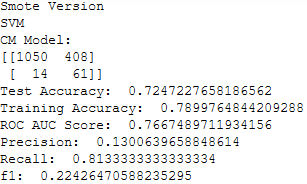 Smote Version
SVM
CM Model:
[[1050  408]
 [  14   61]]
Test Accuracy:  0.7247227658186562
Training Accuracy:  0.7899764844209288
ROC AUC Score:  0.7667489711934156
Precision:  0.1300639658848614
Recall:  0.8133333333333334
f1:  0.22426470588235295